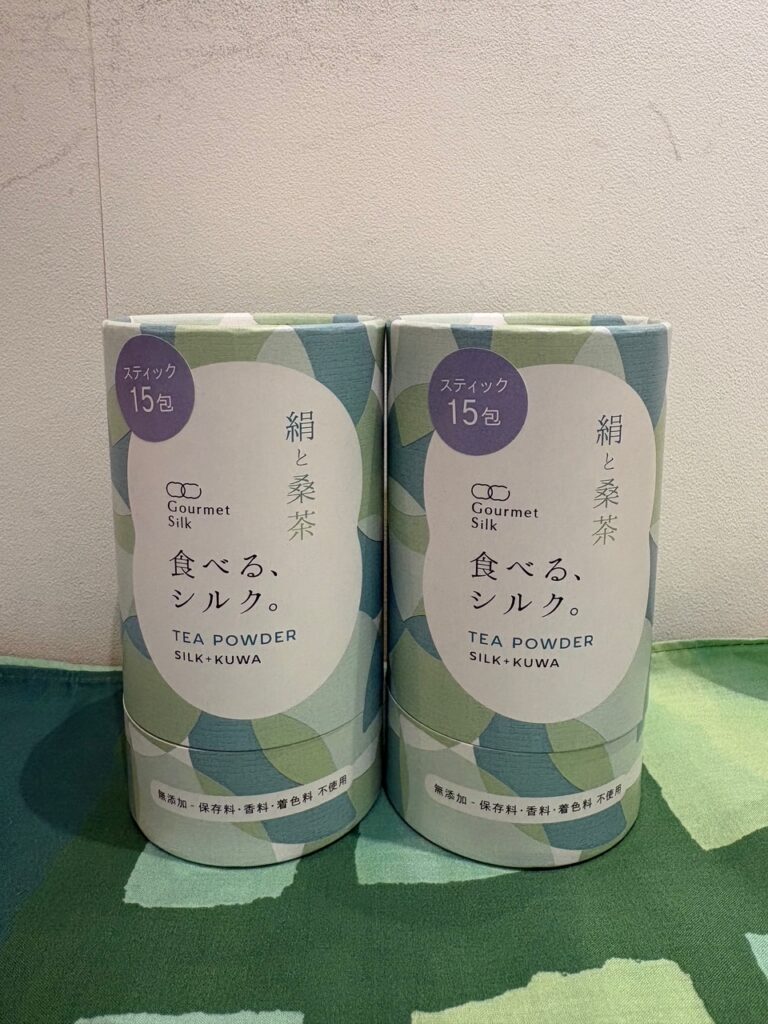 スティック
15包
絹と桑茶
Gourmet
Silk
食べる、
シルク。
TEA POWDER
SILK+KUWA
無添加 - 保存料・香料・着色料 不使用
スティック
15包
絹と桑茶
Gourmet
Silk
食べる、
シルク。
TEA POWDER
SILK+KUWA
無添加 - 保存料・香料・着色料 不使用